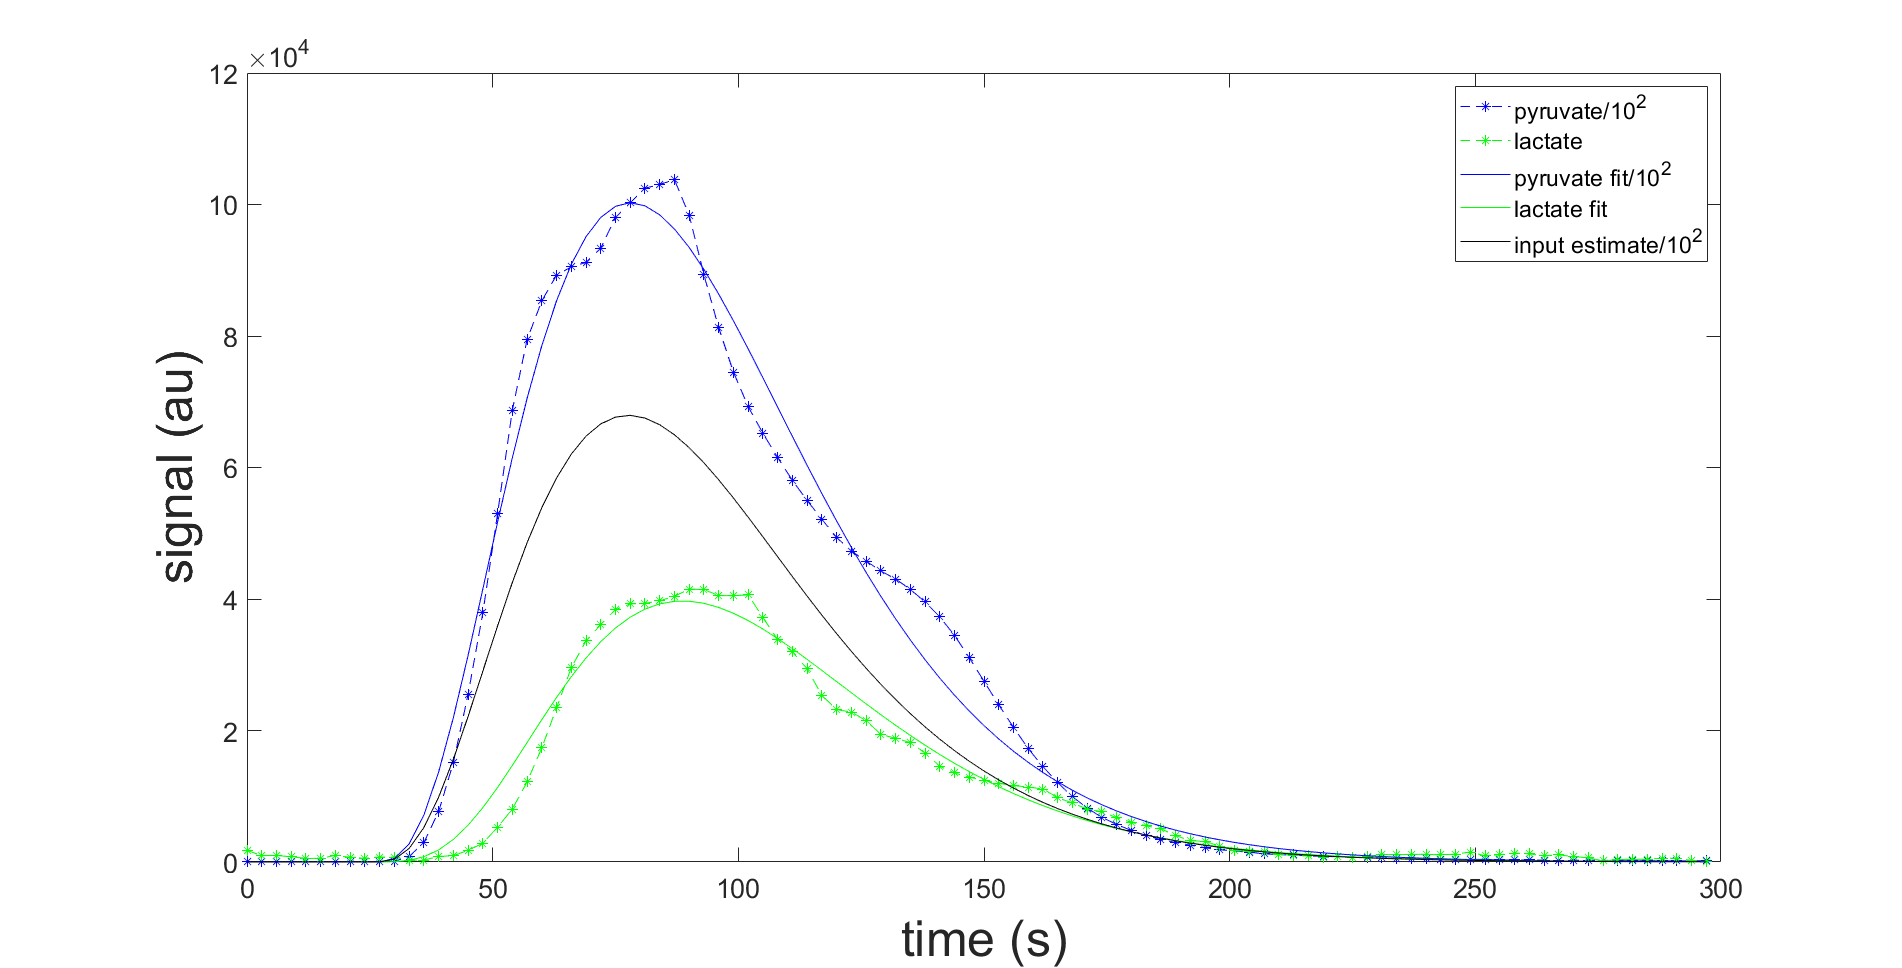 ×10⁴
12
10
8
6
4
2
0
signal (au)
0 50 100 150 200 250 300
time (s)
pyruvate/10²
lactate
pyruvate fit/10²
lactate fit
input estimate/10²